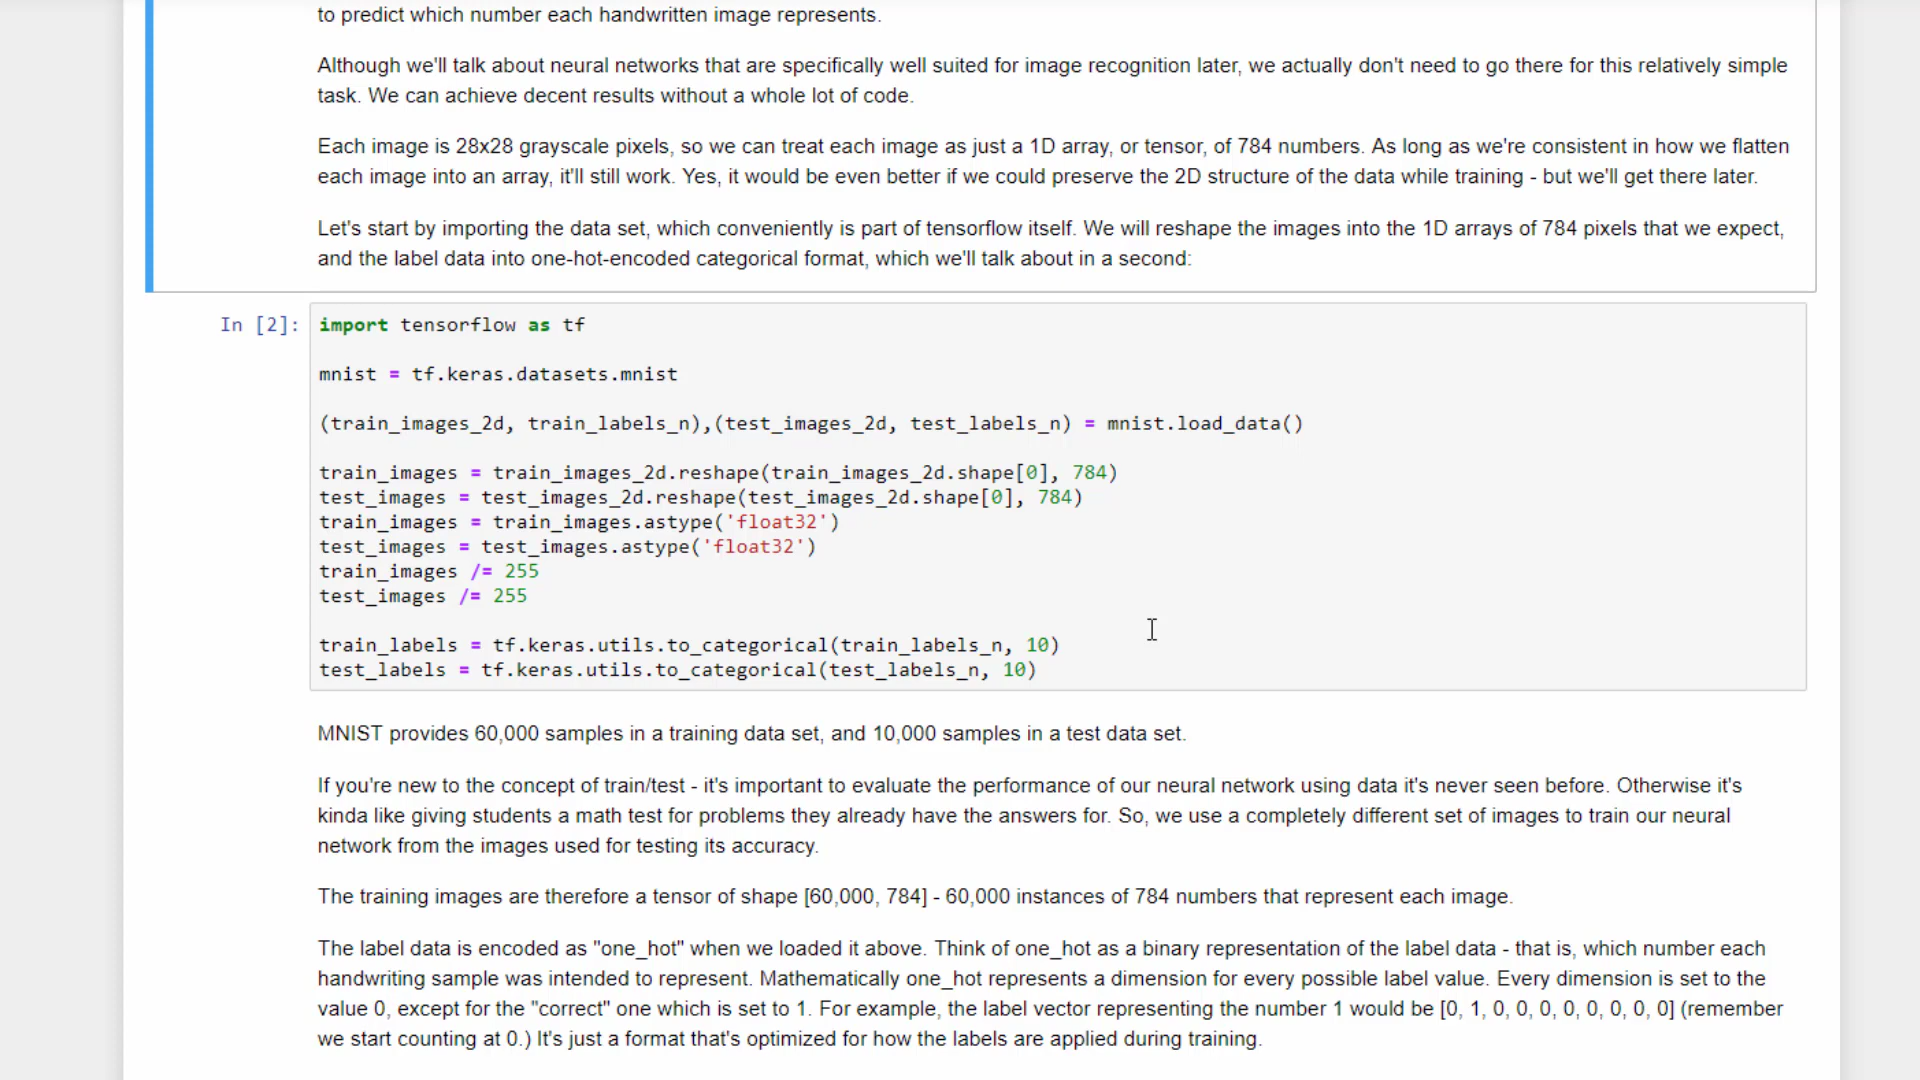 to predict which number each handwritten image represents.
Although we'll talk about neural networks that are specifically well suited for image recognition later, we actually don't need to go there for this relatively simple
task. We can achieve decent results without a whole lot of code.
Each image is 28x28 grayscale pixels, so we can treat each image as just a 1D array, or tensor, of 784 numbers. As long as we're consistent in how we flatten
each image into an array, it'll still work. Yes, it would be even better if we could preserve the 2D structure of the data while training - but we'll get there later.
Let's start by importing the data set, which conveniently is part of tensorflow itself. We will reshape the images into the 1D arrays of 784 pixels that we expect,
and the label data into one-hot-encoded categorical format, which we'll talk about in a second:
In [2]: import tensorflow as tf
mnist = tf.keras.datasets.mnist
(train_images_2d, train_labels_n),(test_images_2d, test_labels_n) = mnist.load_data()
train_images = train_images_2d.reshape(train_images_2d.shape[0], 784)
test_images = test_images_2d.reshape(test_images_2d.shape[0], 784)
train_images = train_images.astype('float32')
test_images = test_images.astype('float32')
train_images /= 255
test_images /= 255
train_labels = tf.keras.utils.to_categorical(train_labels_n, 10)
test_labels = tf.keras.utils.to_categorical(test_labels_n, 10)
MNIST provides 60,000 samples in a training data set, and 10,000 samples in a test data set.
If you're new to the concept of train/test - it's important to evaluate the performance of our neural network using data it's never seen before. Otherwise it's
kinda like giving students a math test for problems they already have the answers for. So, we use a completely different set of images to train our neural
network from the images used for testing its accuracy.
The training images are therefore a tensor of shape [60,000, 784] - 60,000 instances of 784 numbers that represent each image.
The label data is encoded as "one_hot" when we loaded it above. Think of one_hot as a binary representation of the label data - that is, which number each
handwriting sample was intended to represent. Mathematically one_hot represents a dimension for every possible label value. Every dimension is set to the
value 0, except for the "correct" one which is set to 1. For example, the label vector representing the number 1 would be [0, 1, 0, 0, 0, 0, 0, 0, 0, 0] (remember
we start counting at 0.) It's just a format that's optimized for how the labels are applied during training.